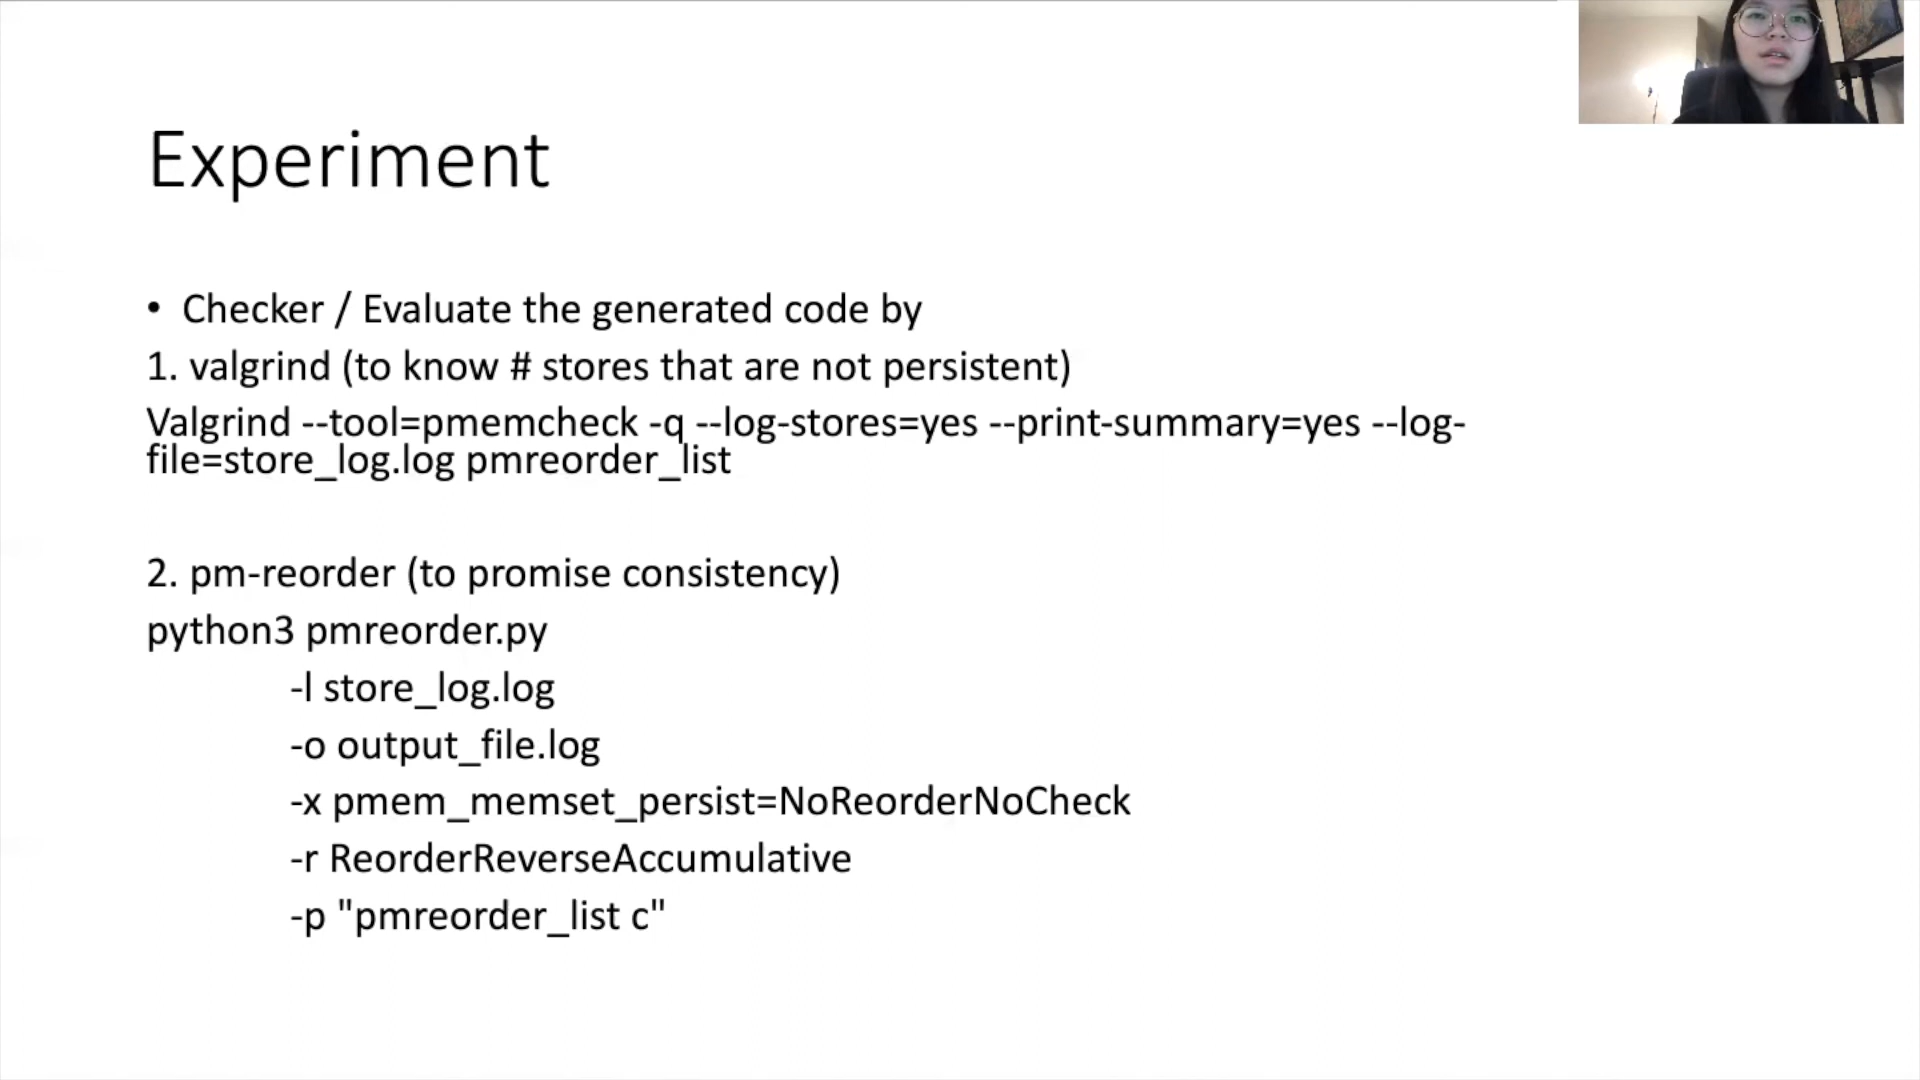 Experiment
• Checker / Evaluate the generated code by
1. valgrind (to know # stores that are not persistent)
Valgrind --tool=pmemcheck -q --log-stores=yes --print-summary=yes --log-
file=store_log.log pmreorder_list
2. pm-reorder (to promise consistency)
python3 pmreorder.py
-l store_log.log
-o output_file.log
-x pmem_memset_persist=NoReorderNoCheck
-r ReorderReverseAccumulative
-p "pmreorder_list c"